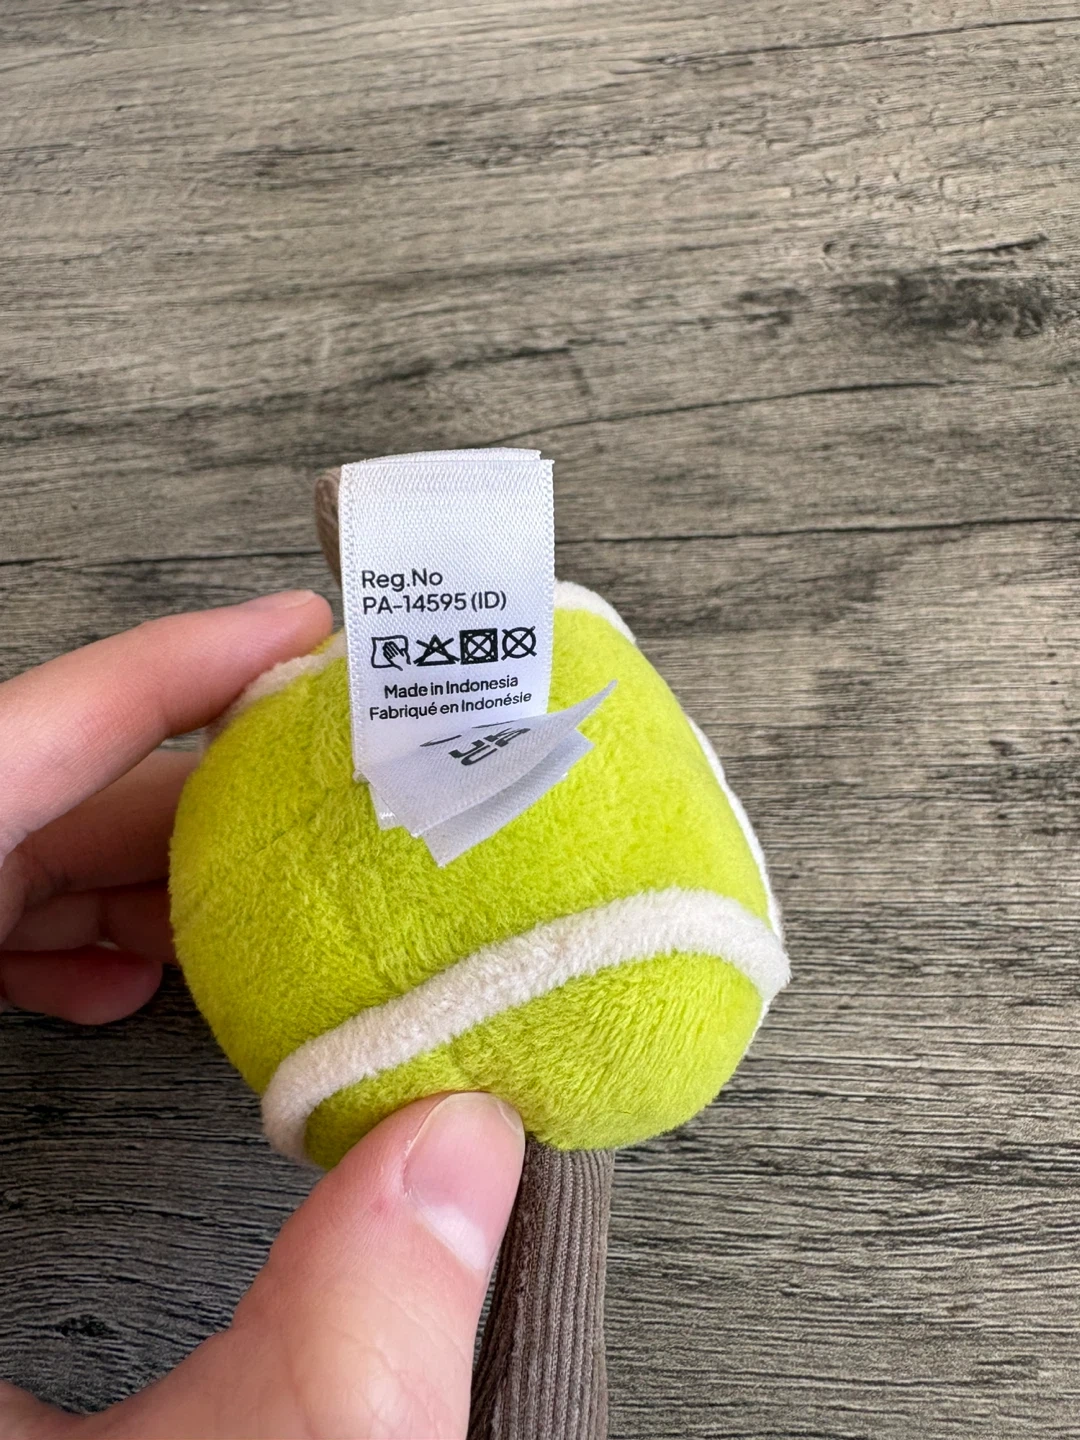 Reg.No
PA-14595 (ID)
Made in Indonesia
Fabriqué en Indonésie